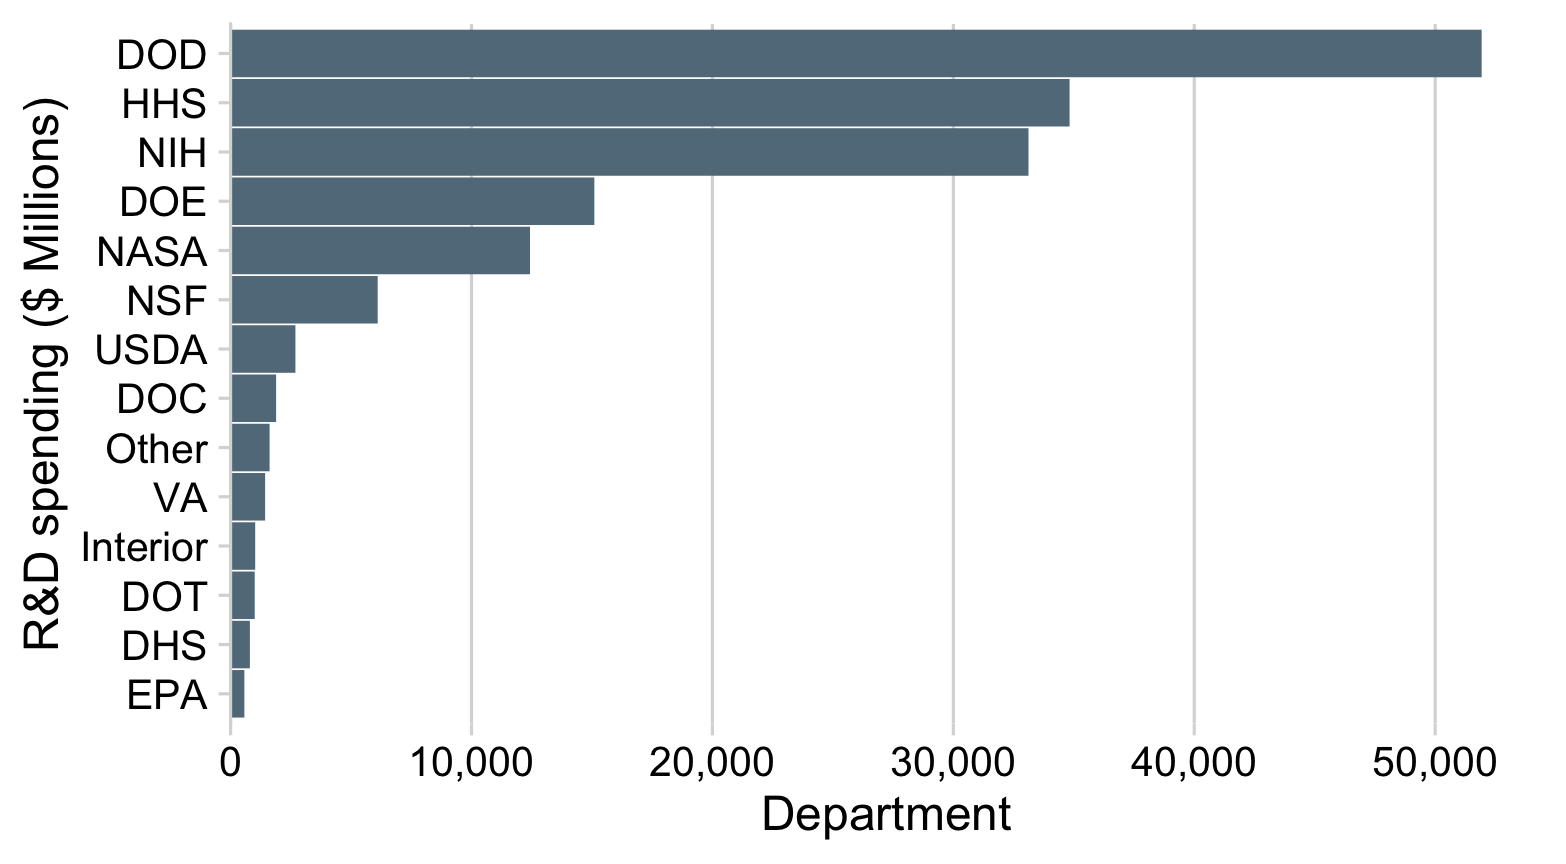 R&D spending ($ Millions)
DOD
HHS
NIH
DOE
NASA
NSF
USDA
DOC
Other
VA
Interior
DOT
DHS
EPA
0
10,000
20,000
30,000
40,000
50,000
Department